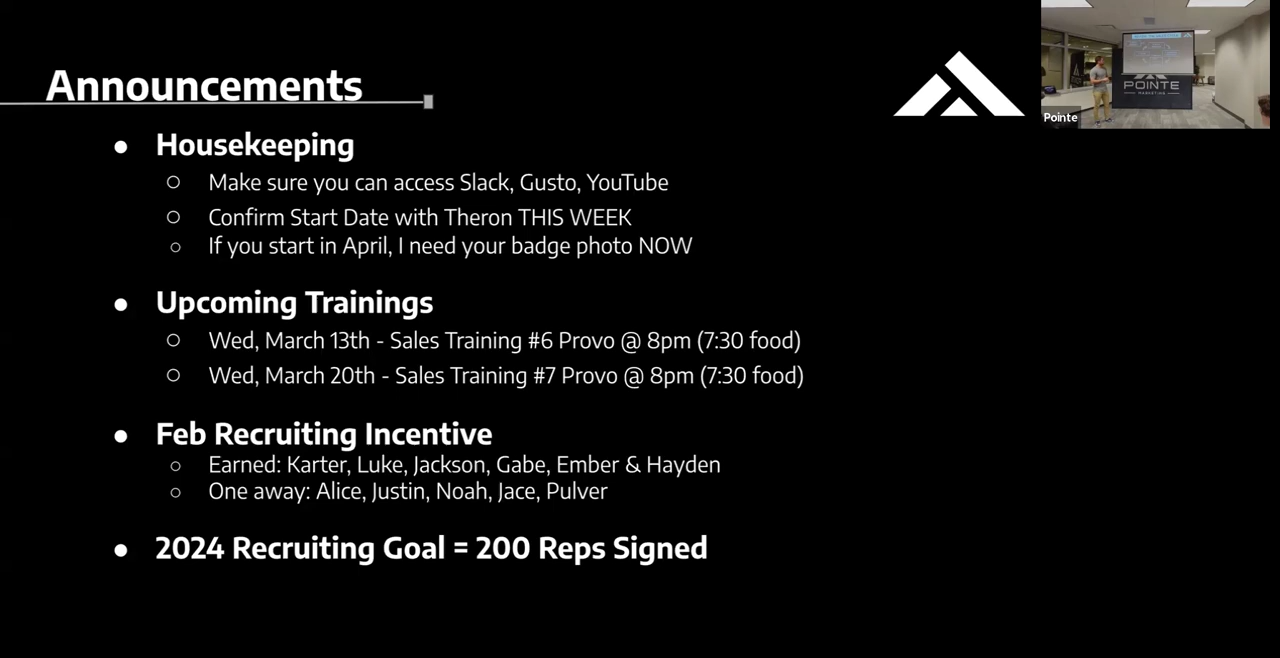 Announcements
Housekeeping
Make sure you can access Slack, Gusto, YouTube
Confirm Start Date with Theron THIS WEEK
If you start in April, I need your badge photo NOW
Upcoming Trainings
Wed, March 13th - Sales Training #6 Provo @ 8pm (7:30 food)
Wed, March 20th - Sales Training #7 Provo @ 8pm (7:30 food)
Feb Recruiting Incentive
Earned: Karter, Luke, Jackson, Gabe, Ember & Hayden
One away: Alice, Justin, Noah, Jace, Pulver
2024 Recruiting Goal = 200 Reps Signed
POINTE
MARKETING
Pointe